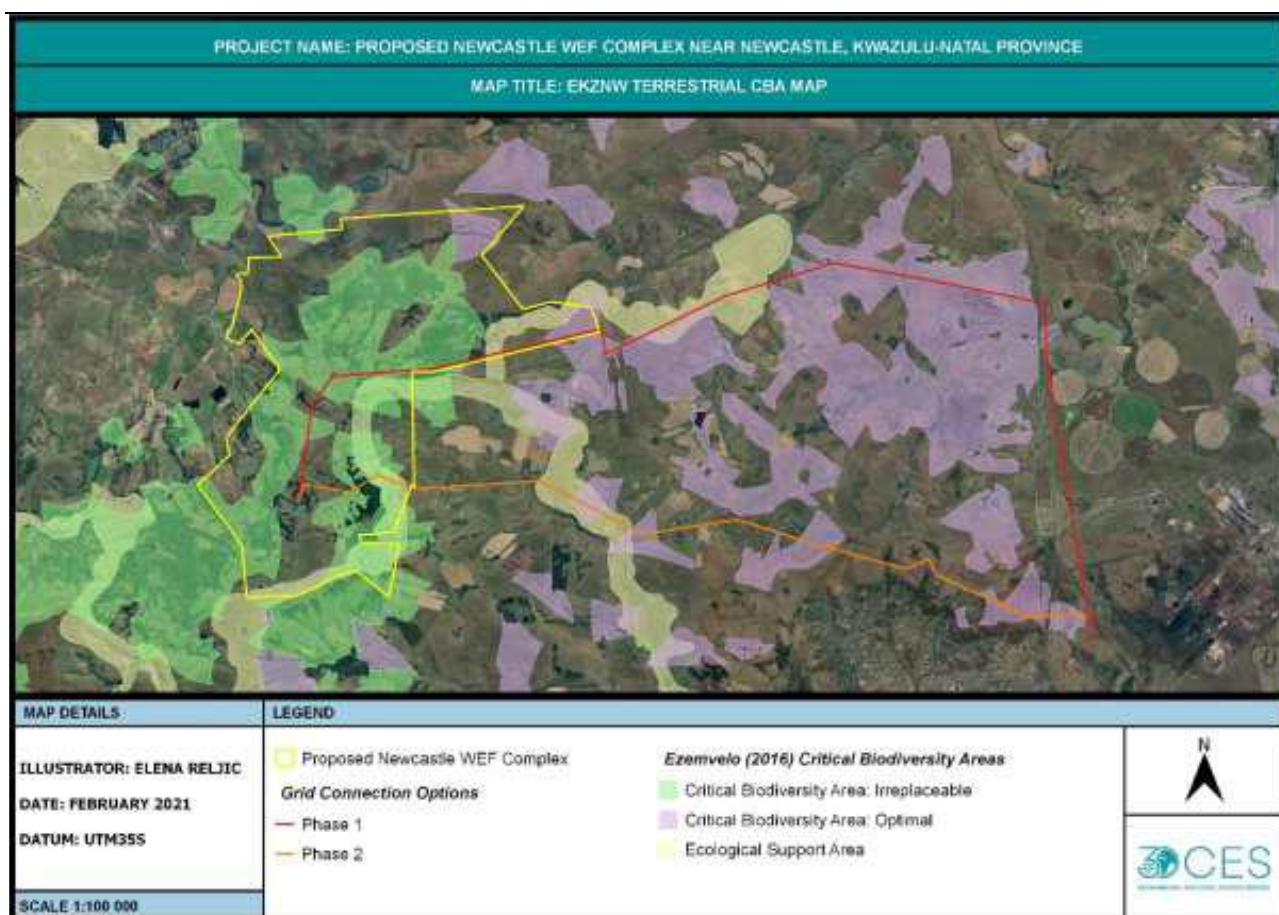 PROJECT NAME: PROPOSED NEWCASTLE WEF COMPLEX NEAR NEWCASTLE, KWAZULU-NATAL PROVINCE
MAP TITLE: EKZNW TERRESTRIAL CBA MAP
MAP DETAILS
ILLUSTRATOR: ELENA RELJIC
DATE: FEBRUARY 2021
DATUM: UTM35S
SCALE 1:100 000
LEGEND
Proposed Newcastle WEF Complex
Grid Connection Options
Phase 1
Phase 2
Ezemvelo (2016) Critical Biodiversity Areas
Critical Biodiversity Area: Irreplaceable
Critical Biodiversity Area: Optimal
Ecological Support Area
N
CES